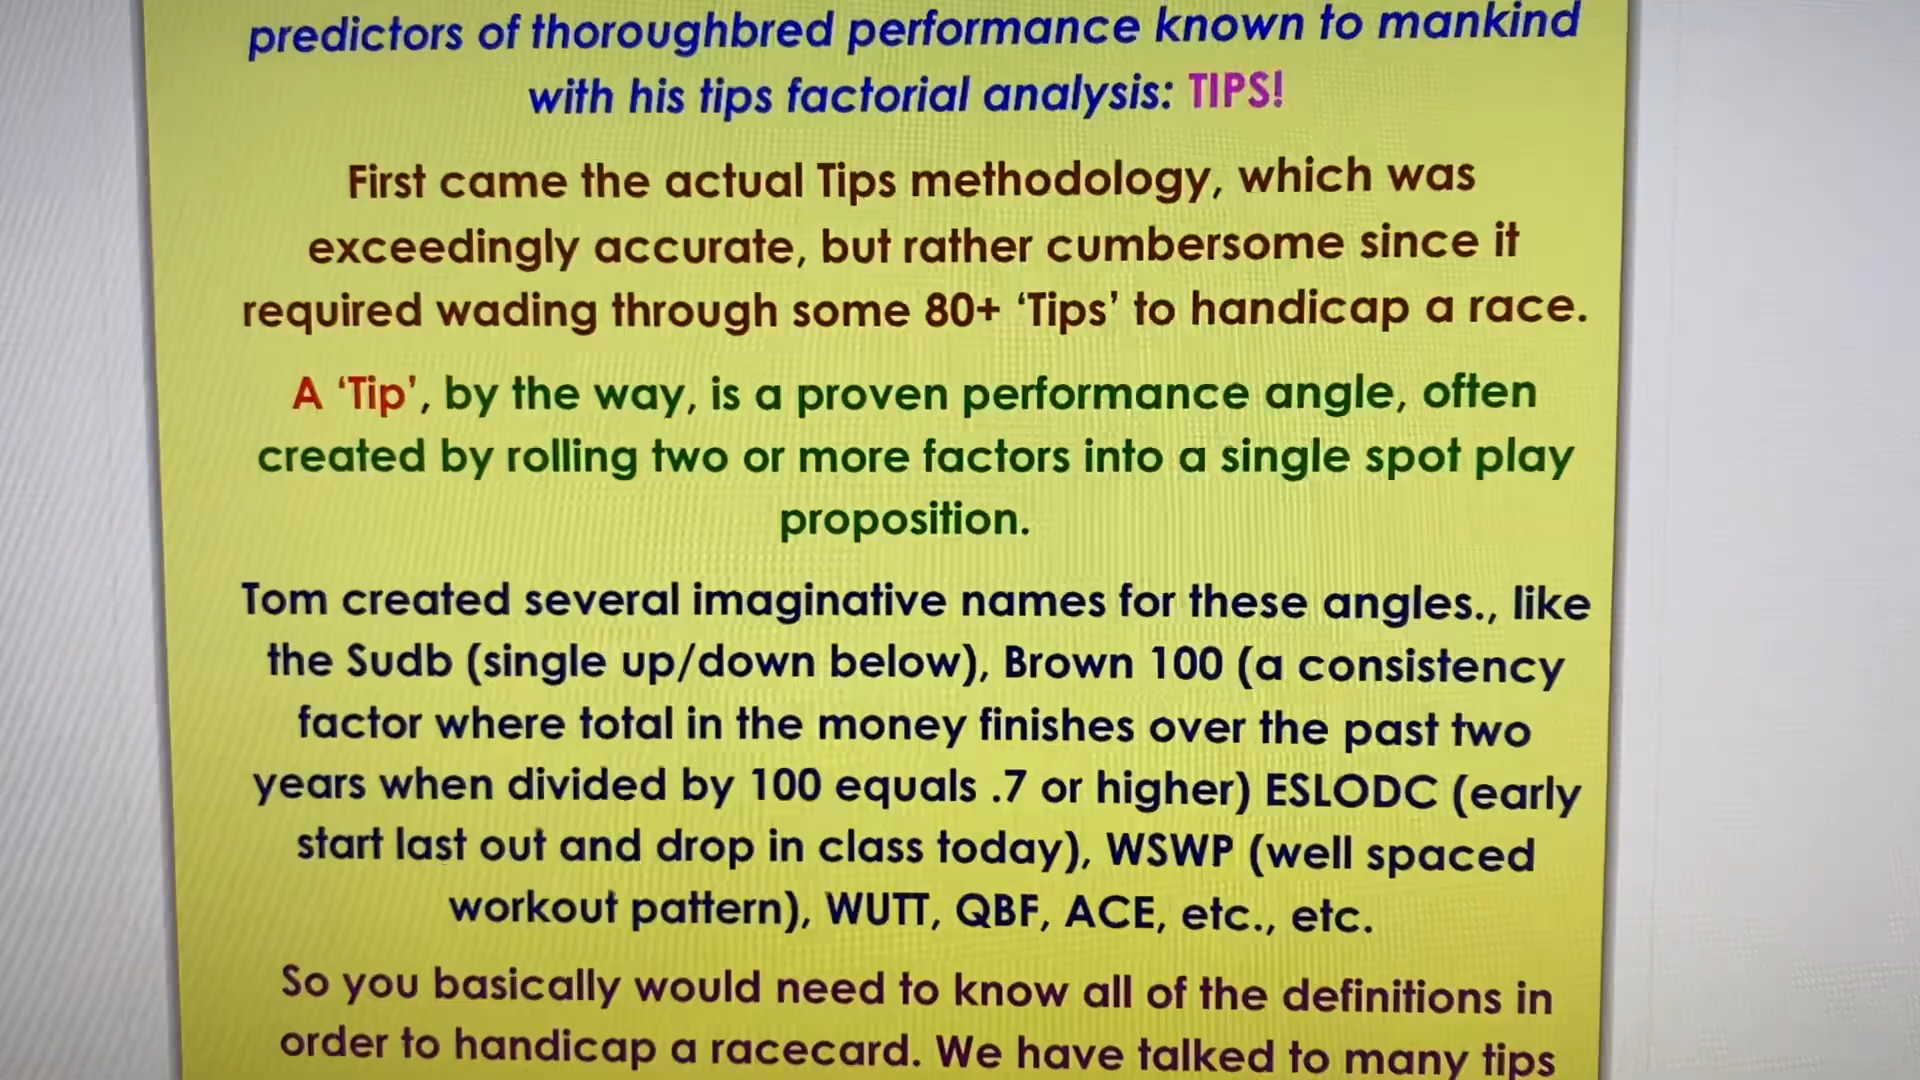 predictors of thoroughbred performance known to mankind
with his tips factorial analysis: TIPS!
First came the actual Tips methodology, which was
exceedingly accurate, but rather cumbersome since it
required wading through some 80+ ‘Tips’ to handicap a race.
A ‘Tip’, by the way, is a proven performance angle, often
created by rolling two or more factors into a single spot play
proposition.
Tom created several imaginative names for these angles., like
the Sudb (single up/down below), Brown 100 (a consistency
factor where total in the money finishes over the past two
years when divided by 100 equals .7 or higher) ESLODC (early
start last out and drop in class today), WSWP (well spaced
workout pattern), WUTT, QBF, ACE, etc., etc.
So you basically would need to know all of the definitions in
order to handicap a racecard. We have talked to many tips